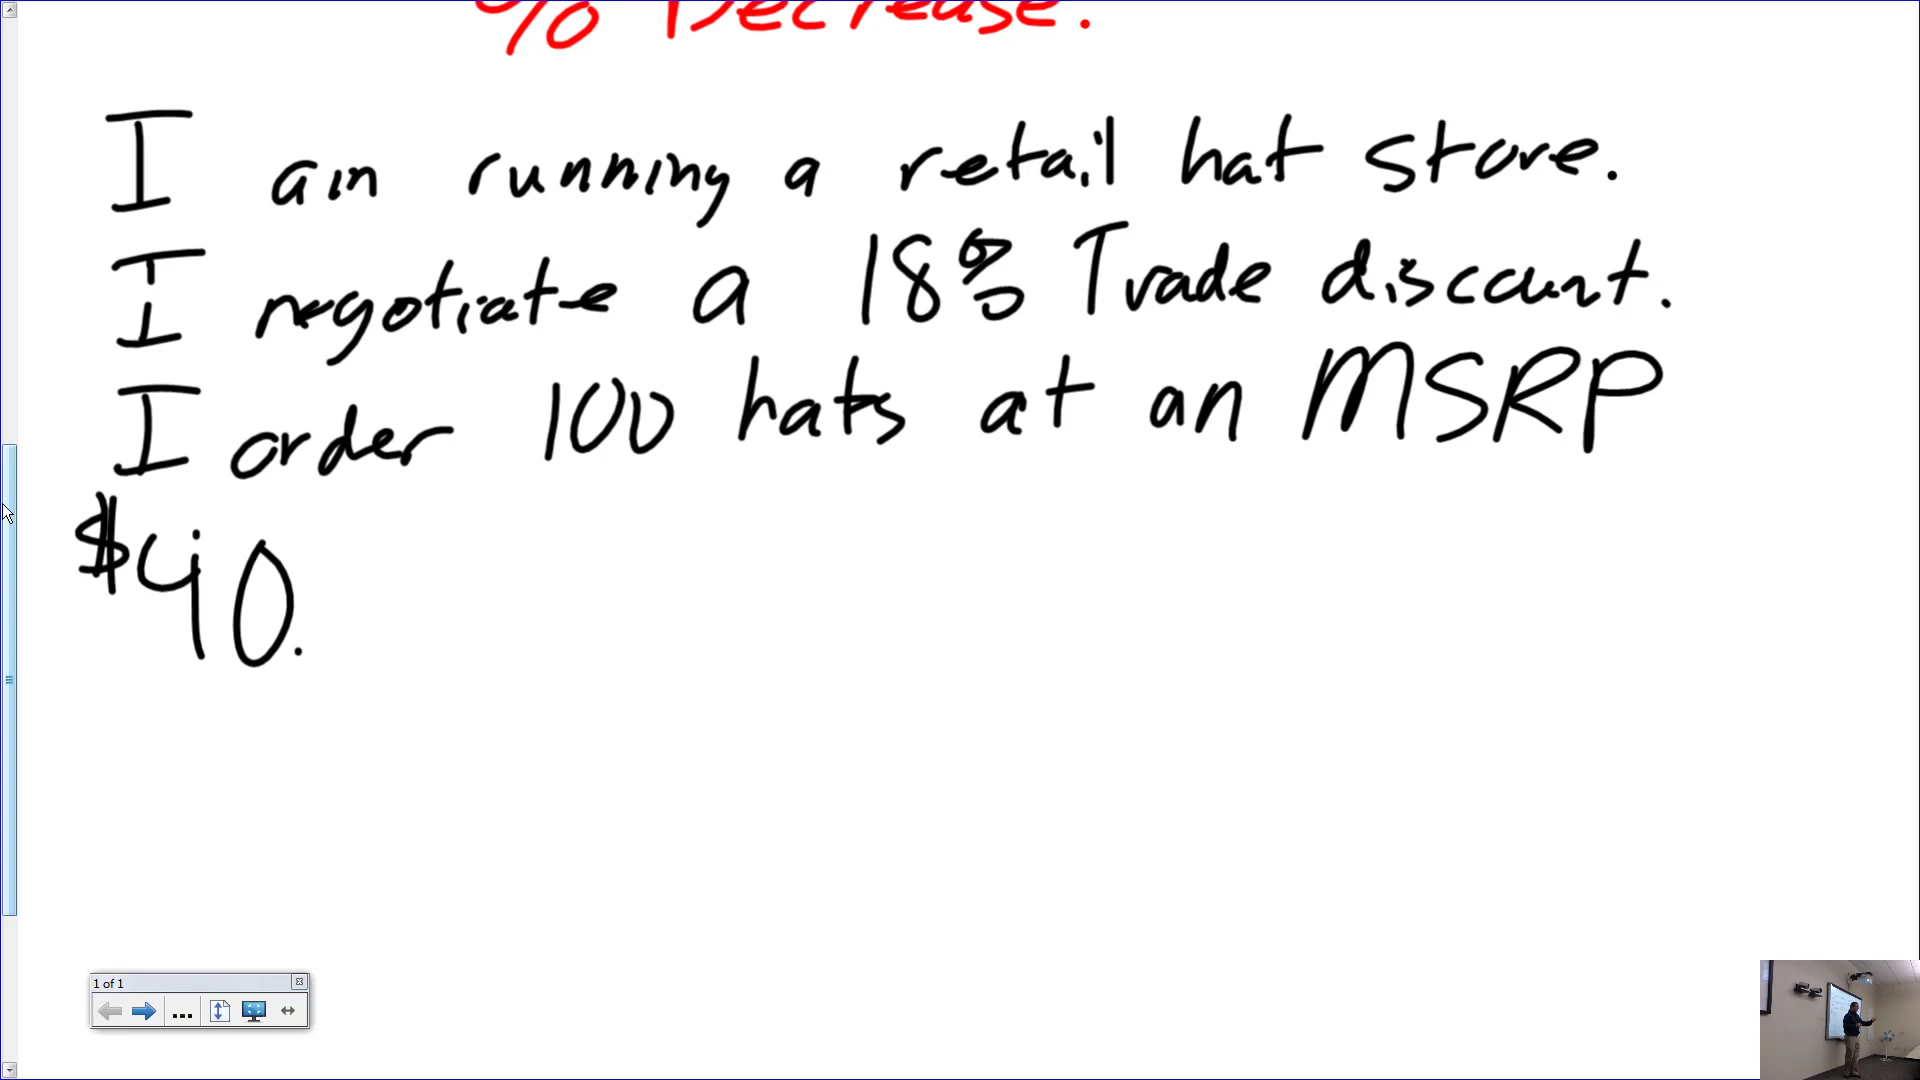 % Decrease.
I am running a retail hat store.
I negotiate a 18% Trade discount.
I order 100 hats at an MSRP
$40.
1 of 1